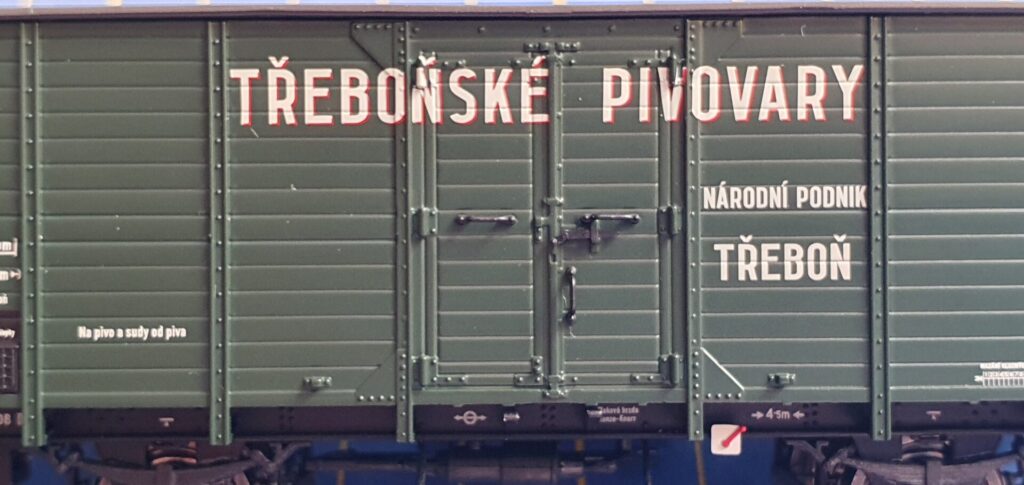 TŘEBOŇSKÉ PIVOVARY
NÁRODNÍ PODNIK
TŘEBOŇ
Na pivo a sudy od piva
4·5m